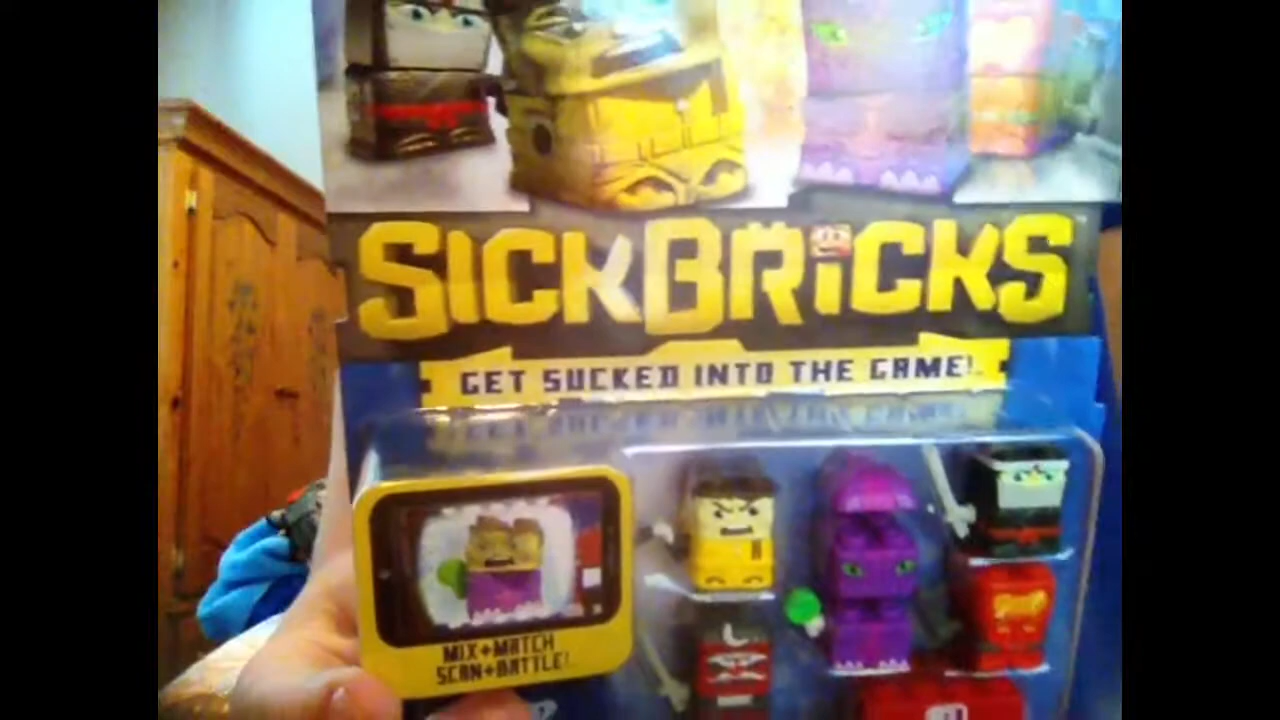 SICKBRICKS
GET SUCKED INTO THE GAME!
MIX+MATCH
SCAN+BATTLE!